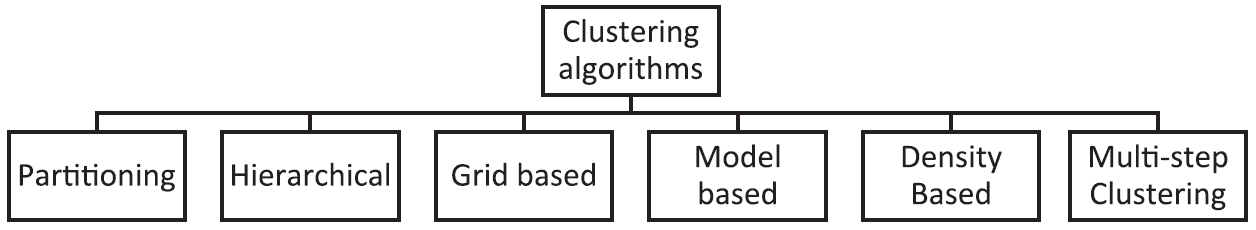 Clustering
algorithms
Partitioning
Hierarchical
Grid based
Model
based
Density
Based
Multi-step
Clustering